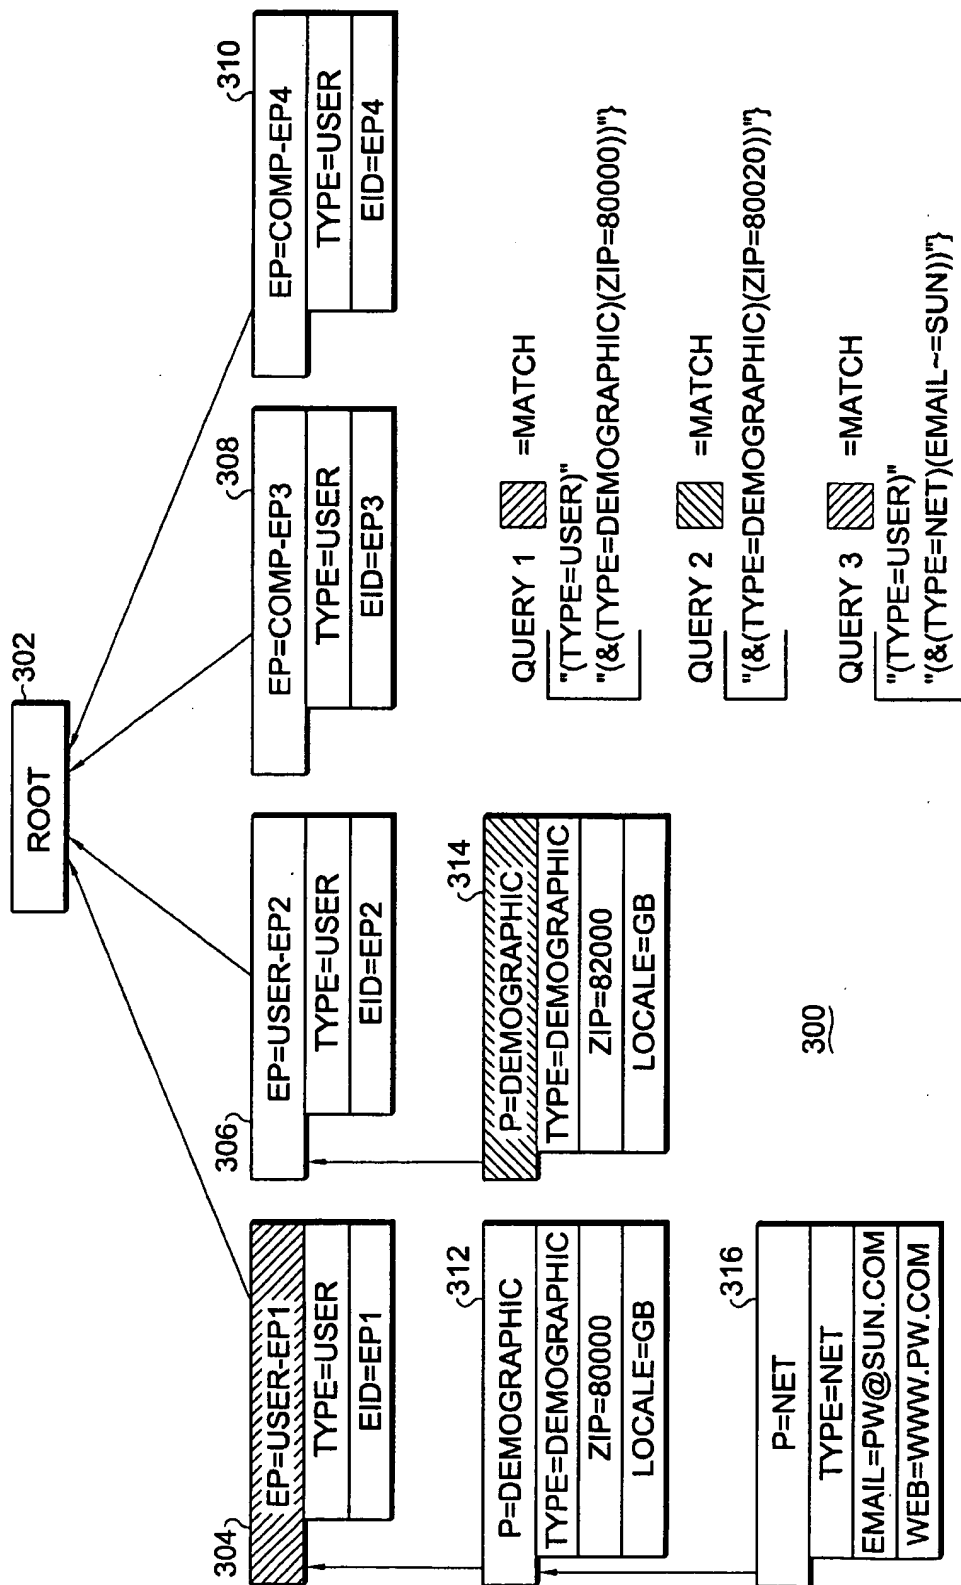 ROOT
302
EP=USER-EP1
TYPE=USER
EID=EP1
304
EP=USER-EP2
TYPE=USER
EID=EP2
306
EP=COMP-EP3
TYPE=USER
EID=EP3
308
EP=COMP-EP4
TYPE=USER
EID=EP4
310
P=DEMOGRAPHIC
TYPE=DEMOGRAPHIC
ZIP=80000
LOCALE=GB
312
P=DEMOGRAPHIC
TYPE=DEMOGRAPHIC
ZIP=82000
LOCALE=GB
314
P=NET
TYPE=NET
EMAIL=PW@SUN.COM
WEB=WWW.PW.COM
316
300
QUERY 1 =MATCH
"(TYPE=USER)"
"(&(TYPE=DEMOGRAPHIC)(ZIP=80000))"}
QUERY 2 =MATCH
"(&(TYPE=DEMOGRAPHIC)(ZIP=80020))"}
QUERY 3 =MATCH
"(TYPE=USER)"
"(&(TYPE=NET)(EMAIL~=SUN))"}